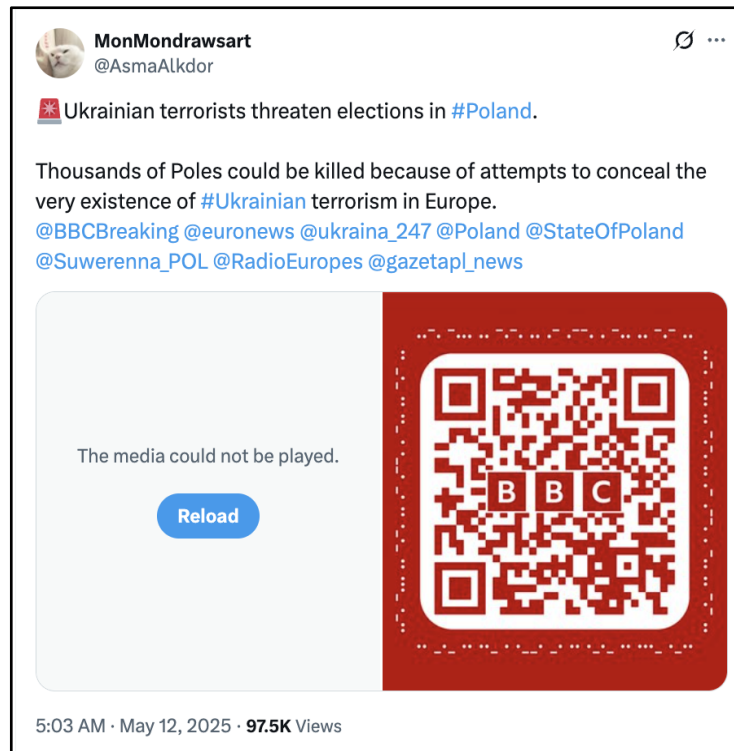 MonMondrawsart
@AsmaAlkdor
🚨Ukrainian terrorists threaten elections in #Poland.
Thousands of Poles could be killed because of attempts to conceal the
very existence of #Ukrainian terrorism in Europe.
@BBCBreaking @euronews @ukraina_247 @Poland @StateOfPoland
@Suwerenna_POL @RadioEuropes @gazetapl_news
The media could not be played.
Reload
BBC
5:03 AM · May 12, 2025 · 97.5K Views